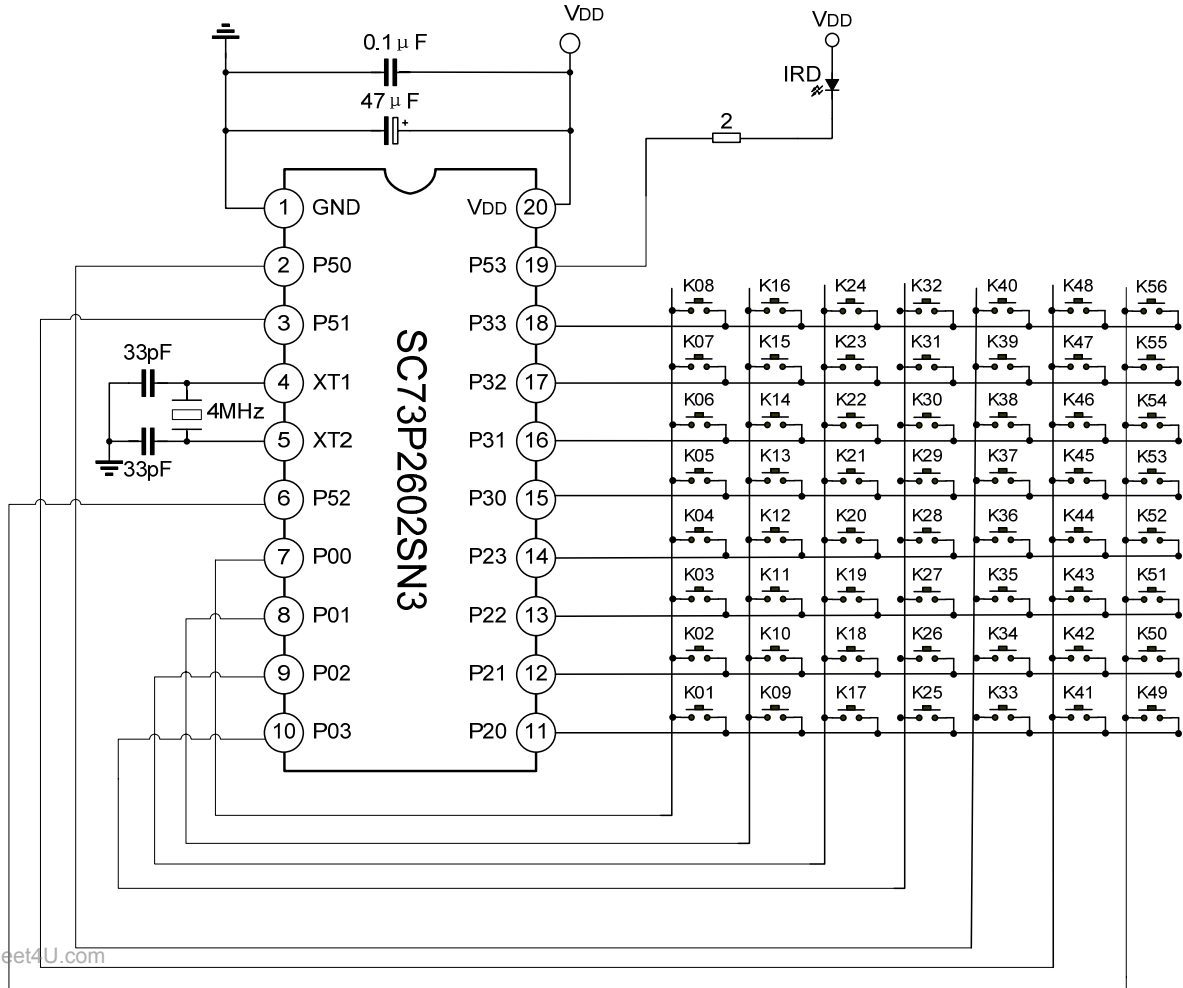 VDD
VDD
0.1 μF
IRD
47 μF
+
2
1 GND VDD 20
2 P50 P53 19
K08 K16 K24 K32 K40 K48 K56
3 P51 P33 18
K07 K15 K23 K31 K39 K47 K55
33pF
4 XT1 P32 17
4MHz
K06 K14 K22 K30 K38 K46 K54
5 XT2 P31 16
33pF
K05 K13 K21 K29 K37 K45 K53
6 P52 P30 15
SC73P2602SN3
K04 K12 K20 K28 K36 K44 K52
7 P00 P23 14
K03 K11 K19 K27 K35 K43 K51
8 P01 P22 13
K02 K10 K18 K26 K34 K42 K50
9 P02 P21 12
K01 K09 K17 K25 K33 K41 K49
10 P03 P20 11
eet4U.com